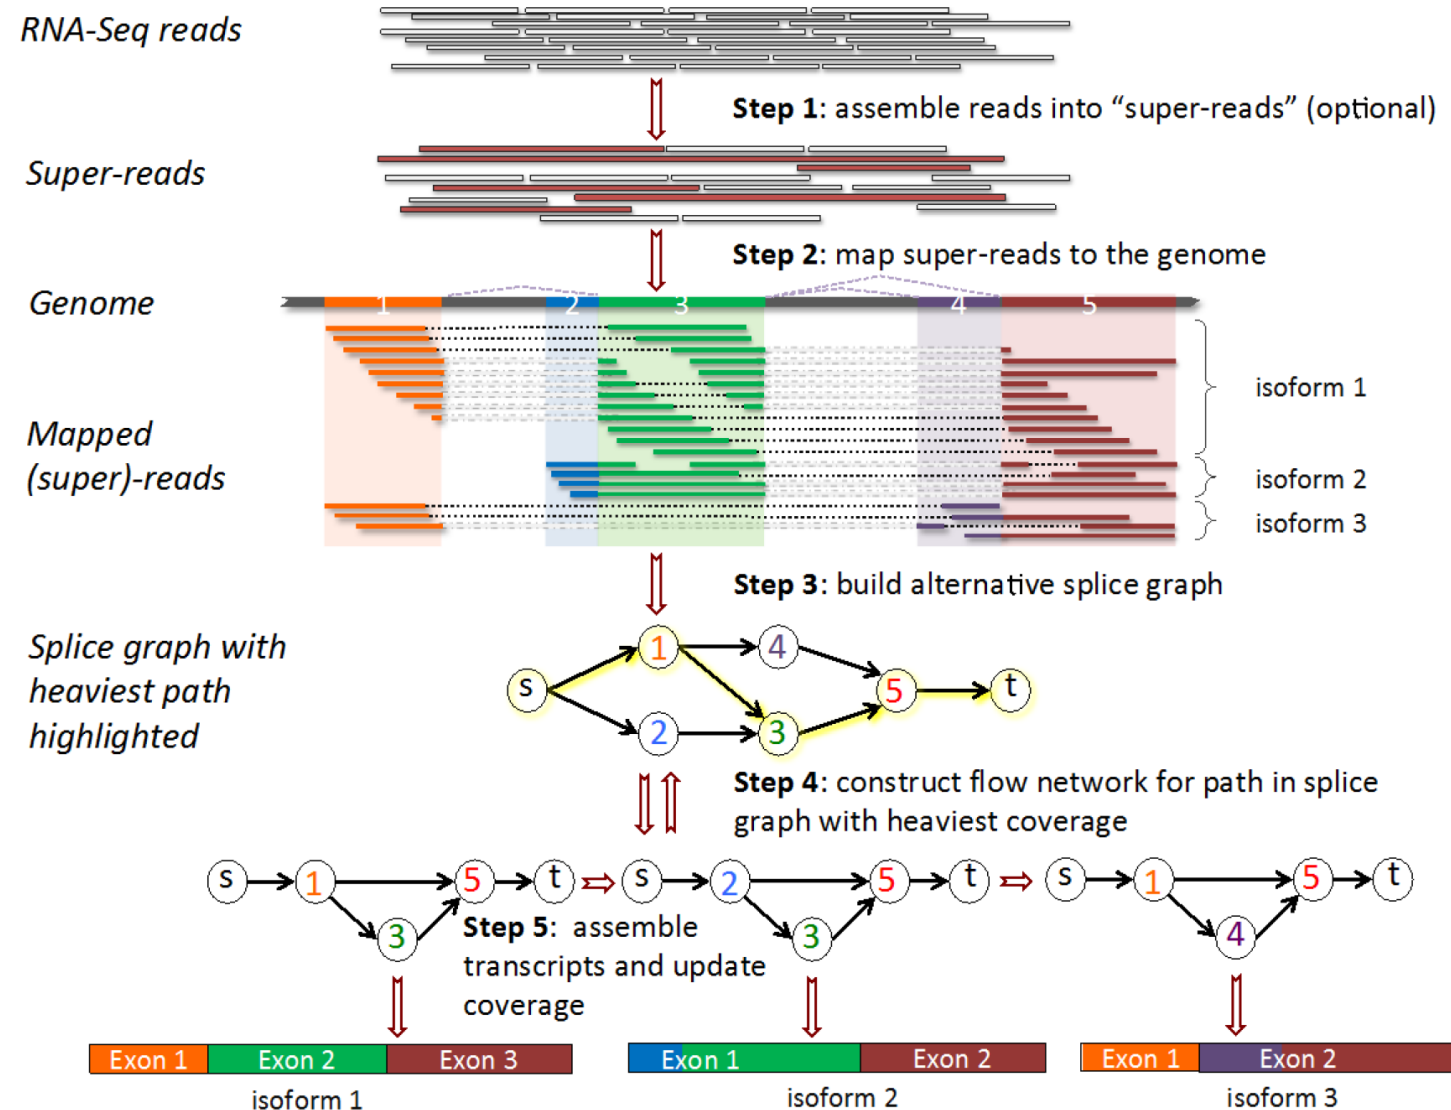 RNA-Seq reads
Step 1: assemble reads into “super-reads” (optional)
Super-reads
Step 2: map super-reads to the genome
Genome
1
2
3
4
5
isoform 1
Mapped
(super)-reads
isoform 2
isoform 3
Step 3: build alternative splice graph
Splice graph with
heaviest path
highlighted
s
1
4
2
3
5
t
Step 4: construct flow network for path in splice
graph with heaviest coverage
s
1
5
t
3
s
2
5
t
3
s
1
5
t
4
Step 5: assemble
transcripts and update
coverage
Exon 1
Exon 2
Exon 3
isoform 1
Exon 1
Exon 2
isoform 2
Exon 1
Exon 2
isoform 3